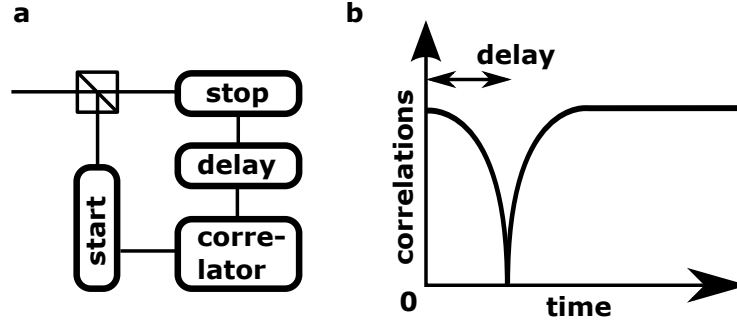 a
stop
delay
start
corre-
lator
b
delay
correlations
0
time